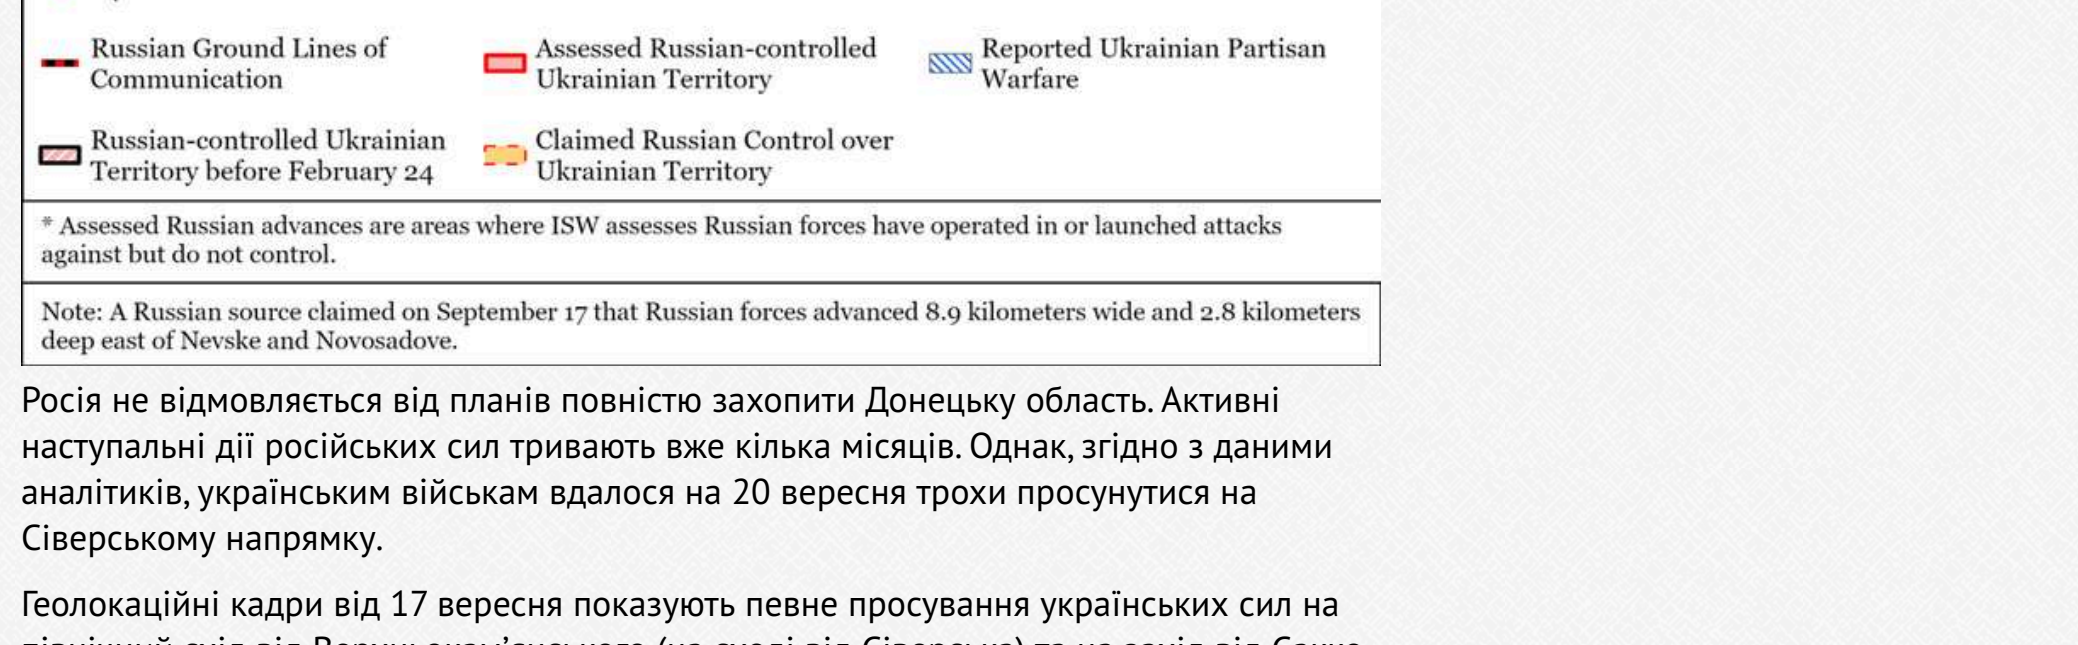 Russian Ground Lines of
Communication
Assessed Russian-controlled
Ukrainian Territory
Reported Ukrainian Partisan
Warfare
Russian-controlled Ukrainian
Territory before February 24
Claimed Russian Control over
Ukrainian Territory
* Assessed Russian advances are areas where ISW assesses Russian forces have operated in or launched attacks
against but do not control.
Note: A Russian source claimed on September 17 that Russian forces advanced 8.9 kilometers wide and 2.8 kilometers
deep east of Nevske and Novosadove.
Росія не відмовляється від планів повністю захопити Донецьку область. Активні
наступальні дії російських сил тривають вже кілька місяців. Однак, згідно з даними
аналітиків, українським військам вдалося на 20 вересня трохи просунутися на
Сіверському напрямку.
Геолокаційні кадри від 17 вересня показують певне просування українських сил на